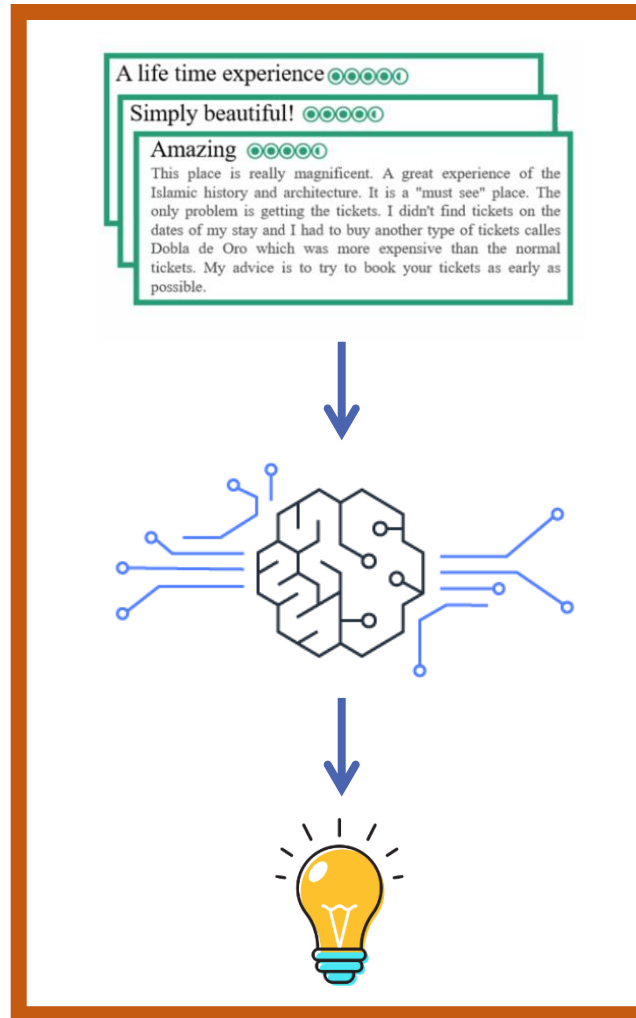 A life time experience
Simply beautiful!
Amazing
This place is really magnificent. A great experience of the
Islamic history and architecture. It is a "must see" place. The
only problem is getting the tickets. I didn't find tickets on the
dates of my stay and I had to buy another type of tickets calles
Dobla de Oro which was more expensive than the normal
tickets. My advice is to try to book your tickets as early as
possible.